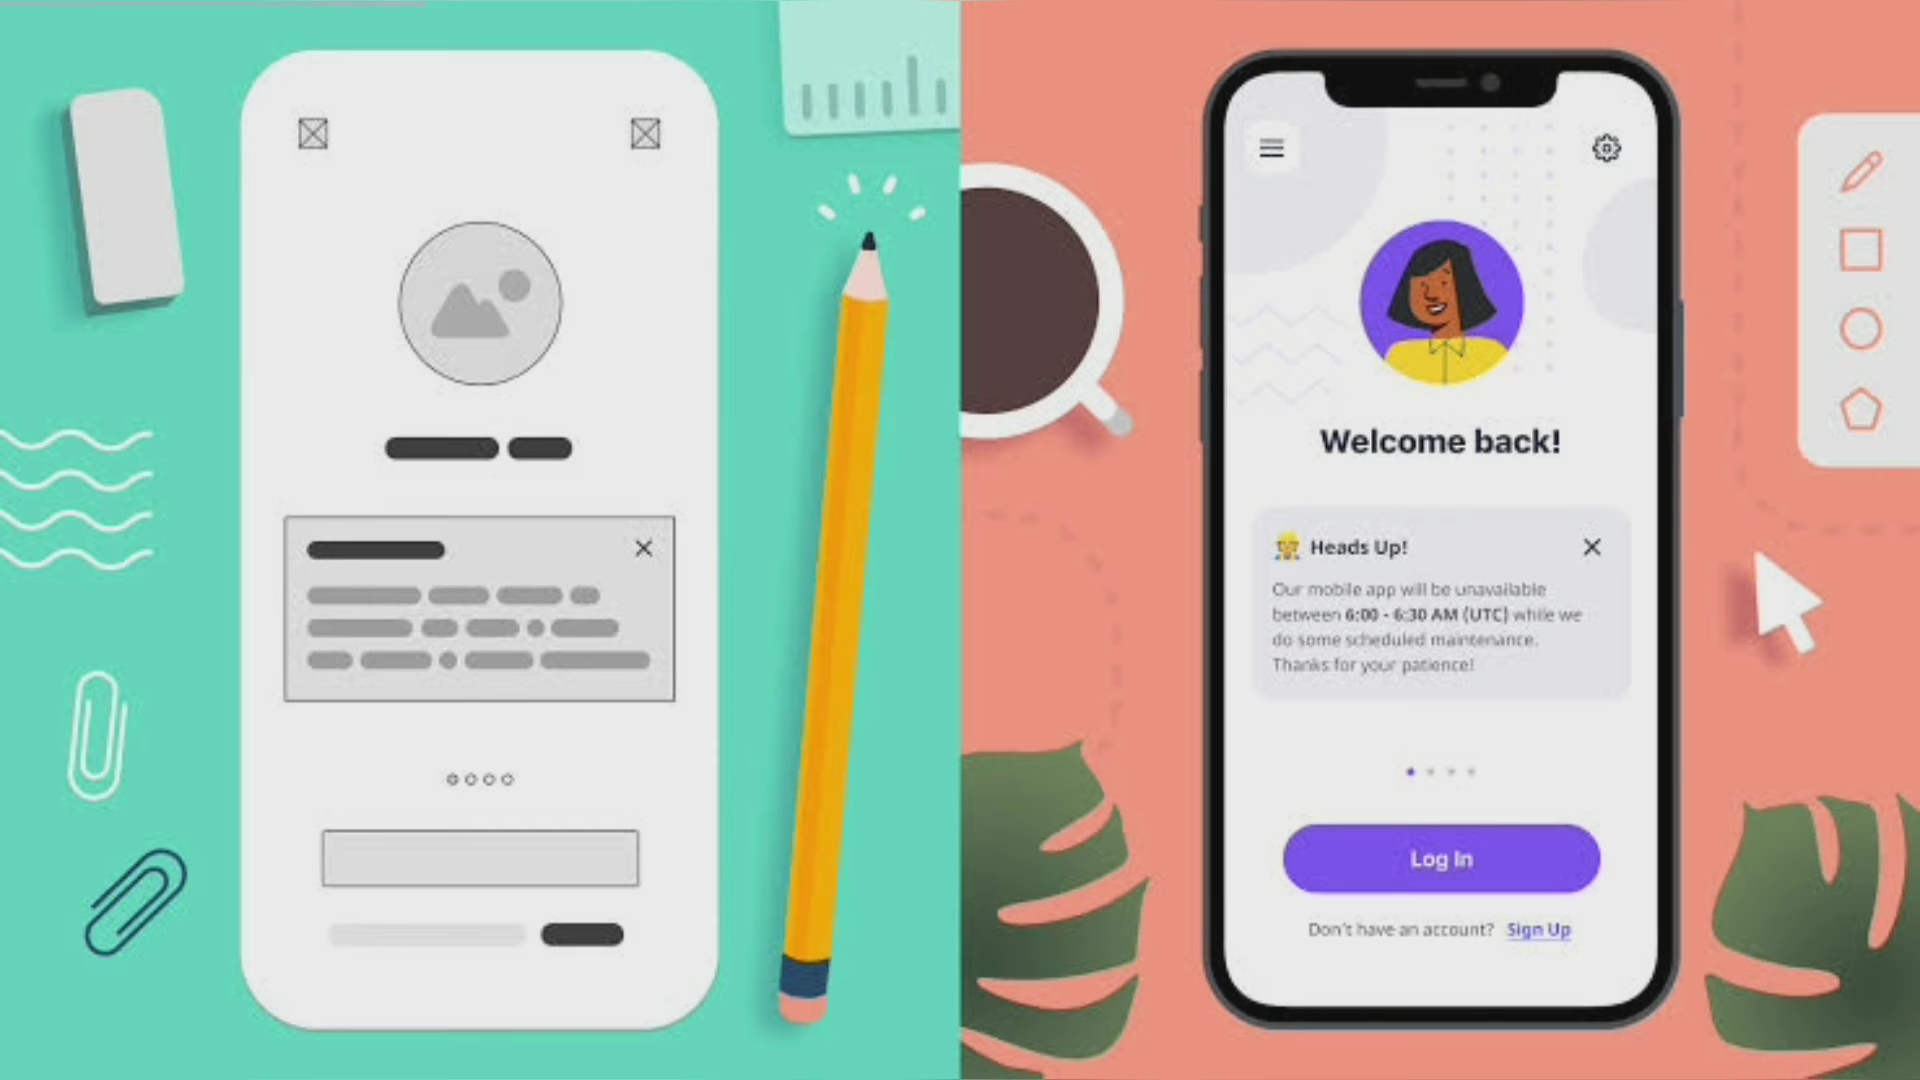 Welcome back!
Heads Up!
Our mobile app will be unavailable
between 6:00 - 6:30 AM (UTC) while we
do some scheduled maintenance.
Thanks for your patience!
Log In
Don't have an account? Sign Up